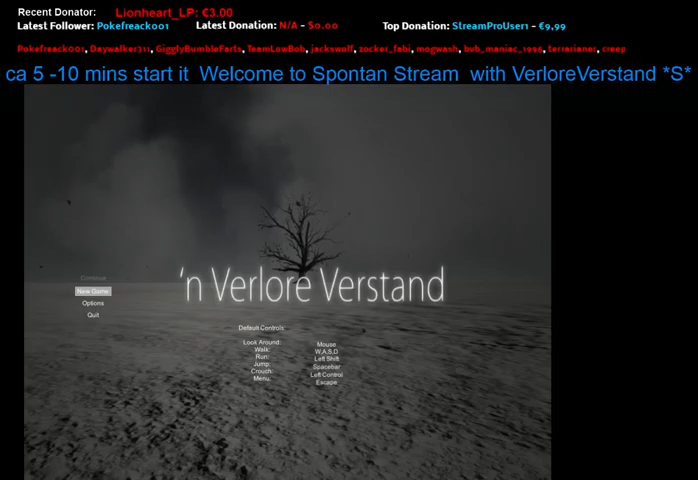 Recent Donator: Lionheart_LP: €3.00
Latest Follower: Pokefreack001 Latest Donation: N/A - $0.00 Top Donation: StreamProUser1 - €9,99
Pokefreack001, Daywalker311, GigglyBumbleFarts, TeamLowBob, jackswulf, zocker_fabi, mogwash, bvb_maniac_1996, terrarianer, creep
ca 5 -10 mins start it Welcome to Spontan Stream with VerloreVerstand *S*
'n Verlore Verstand
Continue
New Game
Options
Quit
Default Controls:
Look Around: Mouse
Walk: W,A,S,D
Run: Left Shift
Jump: Spacebar
Crouch: Left Control
Menu: Escape